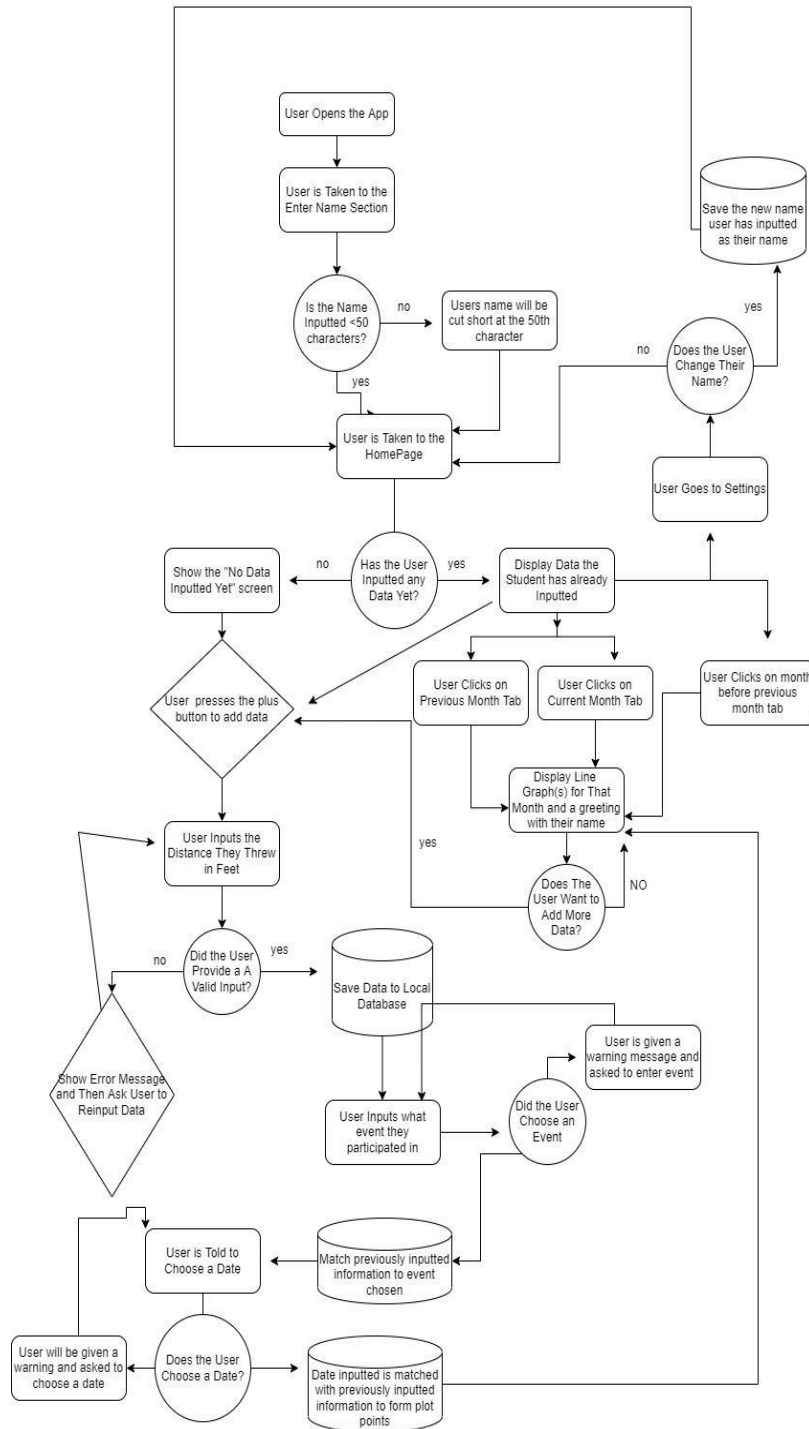 User Opens the App
User is Taken to the
Enter Name Section
Save the new name
user has inputted
as their name
Is the Name
Inputted <50
characters?
no
Users name will be
cut short at the 50th
character
yes
no
Does the User
Change Their
Name?
yes
User is Taken to the
HomePage
User Goes to Settings
Show the "No Data
Inputted Yet" screen
no
Has the User
Inputted any
Data Yet?
yes
Display Data the
Student has already
Inputted
User presses the plus
button to add data
User Clicks on
Previous Month Tab
User Clicks on
Current Month Tab
User Clicks on month
before previous
month tab
Display Line
Graph(s) for That
Month and a greeting
with their name
User Inputs the
Distance They Threw
in Feet
yes
Does The
User Want to
Add More
Data?
NO
no
Did the User
Provide a A
Valid Input?
yes
Save Data to Local
Database
Show Error Message
and Then Ask User to
Reinput Data
User is given a
warning message and
asked to enter event
User Inputs what
event they
participated in
Did the User
Choose an
Event
User is Told to
Choose a Date
Match previously inputted
information to event
chosen
User will be given a
warning and asked to
choose a date
Does the User
Choose a Date?
Date inputted is matched
with previously inputted
information to form plot
points